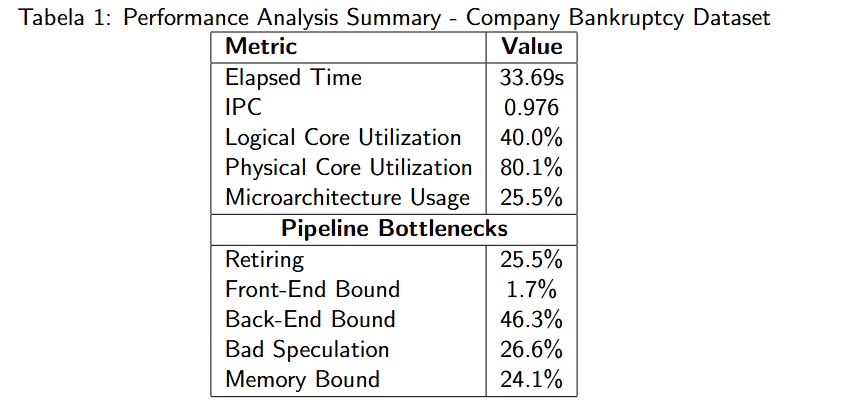 Tabela 1: Performance Analysis Summary - Company Bankruptcy Dataset
Metric Value
Elapsed Time 33.69s
IPC 0.976
Logical Core Utilization 40.0%
Physical Core Utilization 80.1%
Microarchitecture Usage 25.5%
Pipeline Bottlenecks
Retiring 25.5%
Front-End Bound 1.7%
Back-End Bound 46.3%
Bad Speculation 26.6%
Memory Bound 24.1%